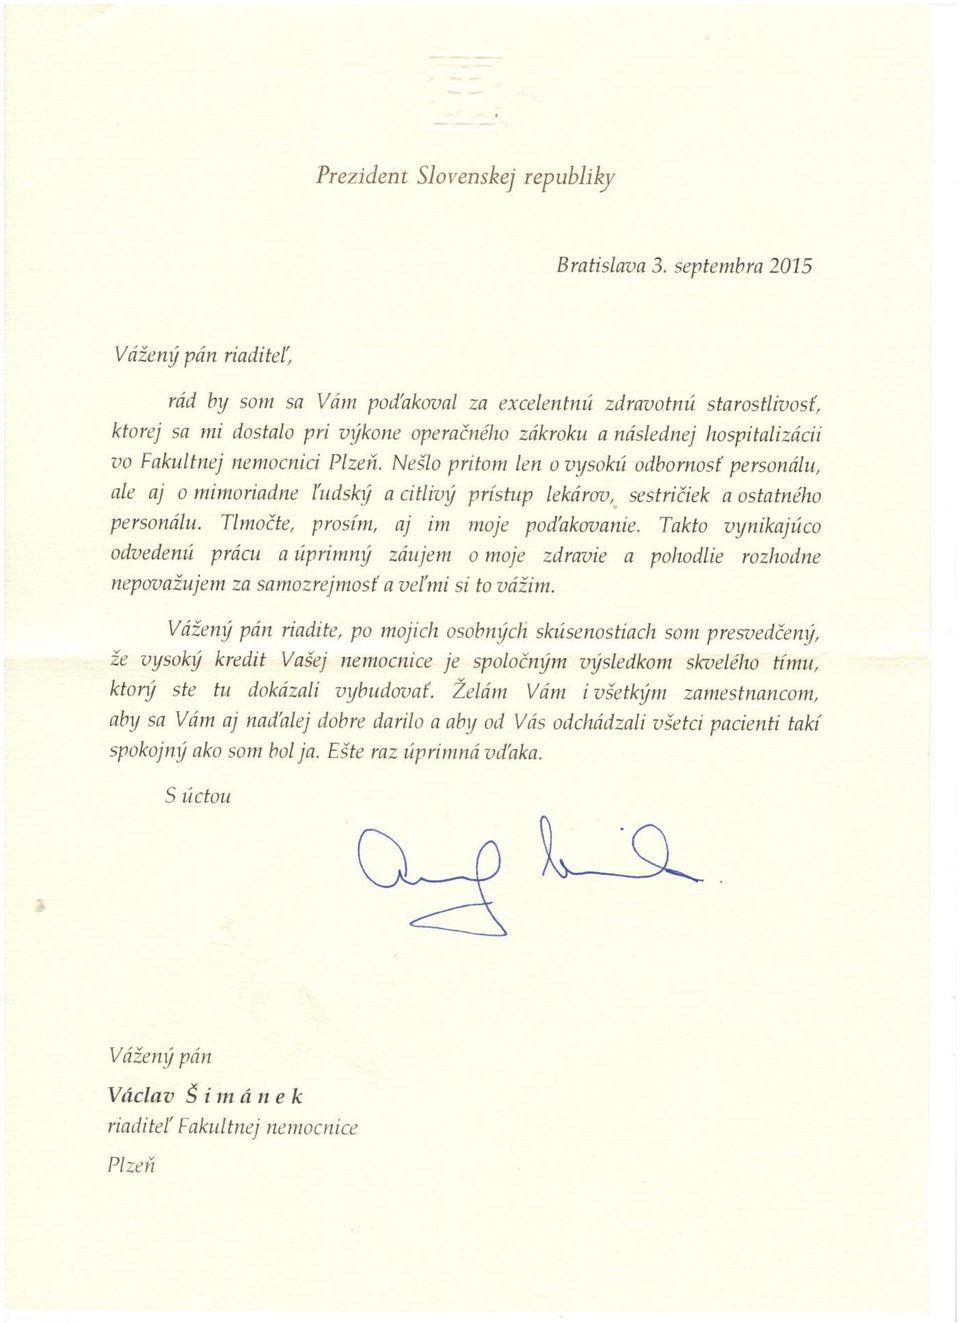 Prezident Slovenskej republiky
Bratislava 3. septembra 2015
Vážený pán riaditeľ,
rád by som sa Vám poďakoval za excelentnú zdravotnú starostlivosť,
ktorej sa mi dostalo pri výkone operačného zákroku a následnej hospitalizácii
vo Fakultnej nemocnici Plzeň. Nešlo pritom len o vysokú odbornosť personálu,
ale aj o mimoriadne ľudský a citlivý prístup lekárov, sestričiek a ostatného
personálu. Tlmočte, prosím, aj im moje poďakovanie. Takto vynikajúco
odvedenú prácu a úprimný záujem o moje zdravie a pohodlie rozhodne
nepovažujem za samozrejmosť a veľmi si to vážim.
Vážený pán riadite, po mojich osobných skúsenostiach som presvedčený,
že vysoký kredit Vašej nemocnice je spoločným výsledkom skvelého tímu,
ktorý ste tu dokázali vybudovať. Želám Vám i všetkým zamestnancom,
aby sa Vám aj naďalej dobre darilo a aby od Vás odchádzali všetci pacienti takí
spokojný ako som bol ja. Ešte raz úprimná vďaka.
S úctou
Vážený pán
Václav Š i m á n e k
riaditeľ Fakultnej nemocnice
Plzeň